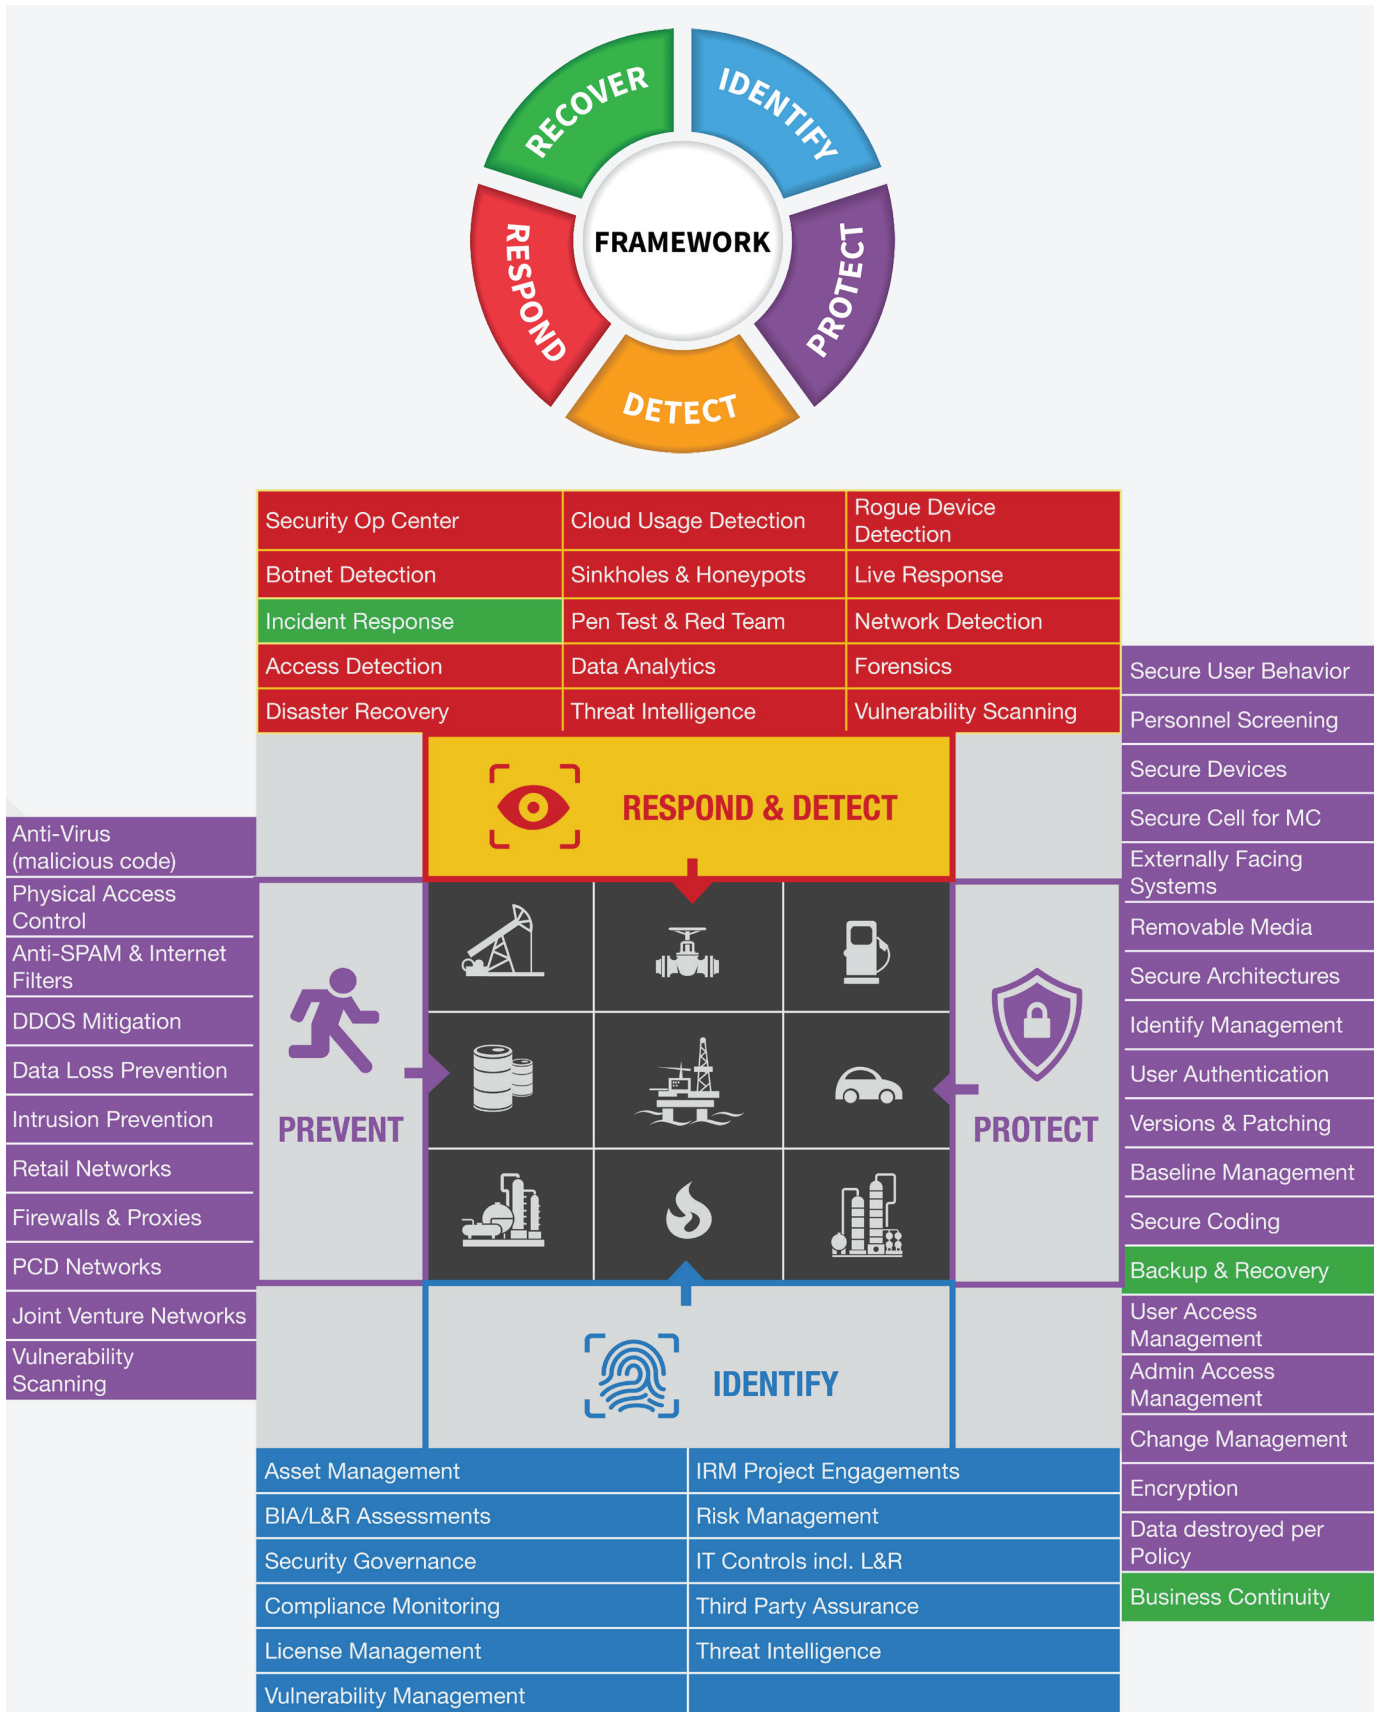 RECOVER
IDENTIFY
PROTECT
DETECT
RESPOND
FRAMEWORK
Security Op Center
Cloud Usage Detection
Rogue Device
Detection
Botnet Detection
Sinkholes & Honeypots
Live Response
Incident Response
Pen Test & Red Team
Network Detection
Access Detection
Data Analytics
Forensics
Disaster Recovery
Threat Intelligence
Vulnerability Scanning
RESPOND & DETECT
Anti-Virus
(malicious code)
Physical Access
Control
Anti-SPAM & Internet
Filters
DDOS Mitigation
Data Loss Prevention
Intrusion Prevention
Retail Networks
Firewalls & Proxies
PCD Networks
Joint Venture Networks
Vulnerability
Scanning
PREVENT
PROTECT
Secure User Behavior
Personnel Screening
Secure Devices
Secure Cell for MC
Externally Facing
Systems
Removable Media
Secure Architectures
Identify Management
User Authentication
Versions & Patching
Baseline Management
Secure Coding
Backup & Recovery
User Access
Management
Admin Access
Management
Change Management
Encryption
Data destroyed per
Policy
Business Continuity
IDENTIFY
Asset Management
IRM Project Engagements
BIA/L&R Assessments
Risk Management
Security Governance
IT Controls incl. L&R
Compliance Monitoring
Third Party Assurance
License Management
Threat Intelligence
Vulnerability Management